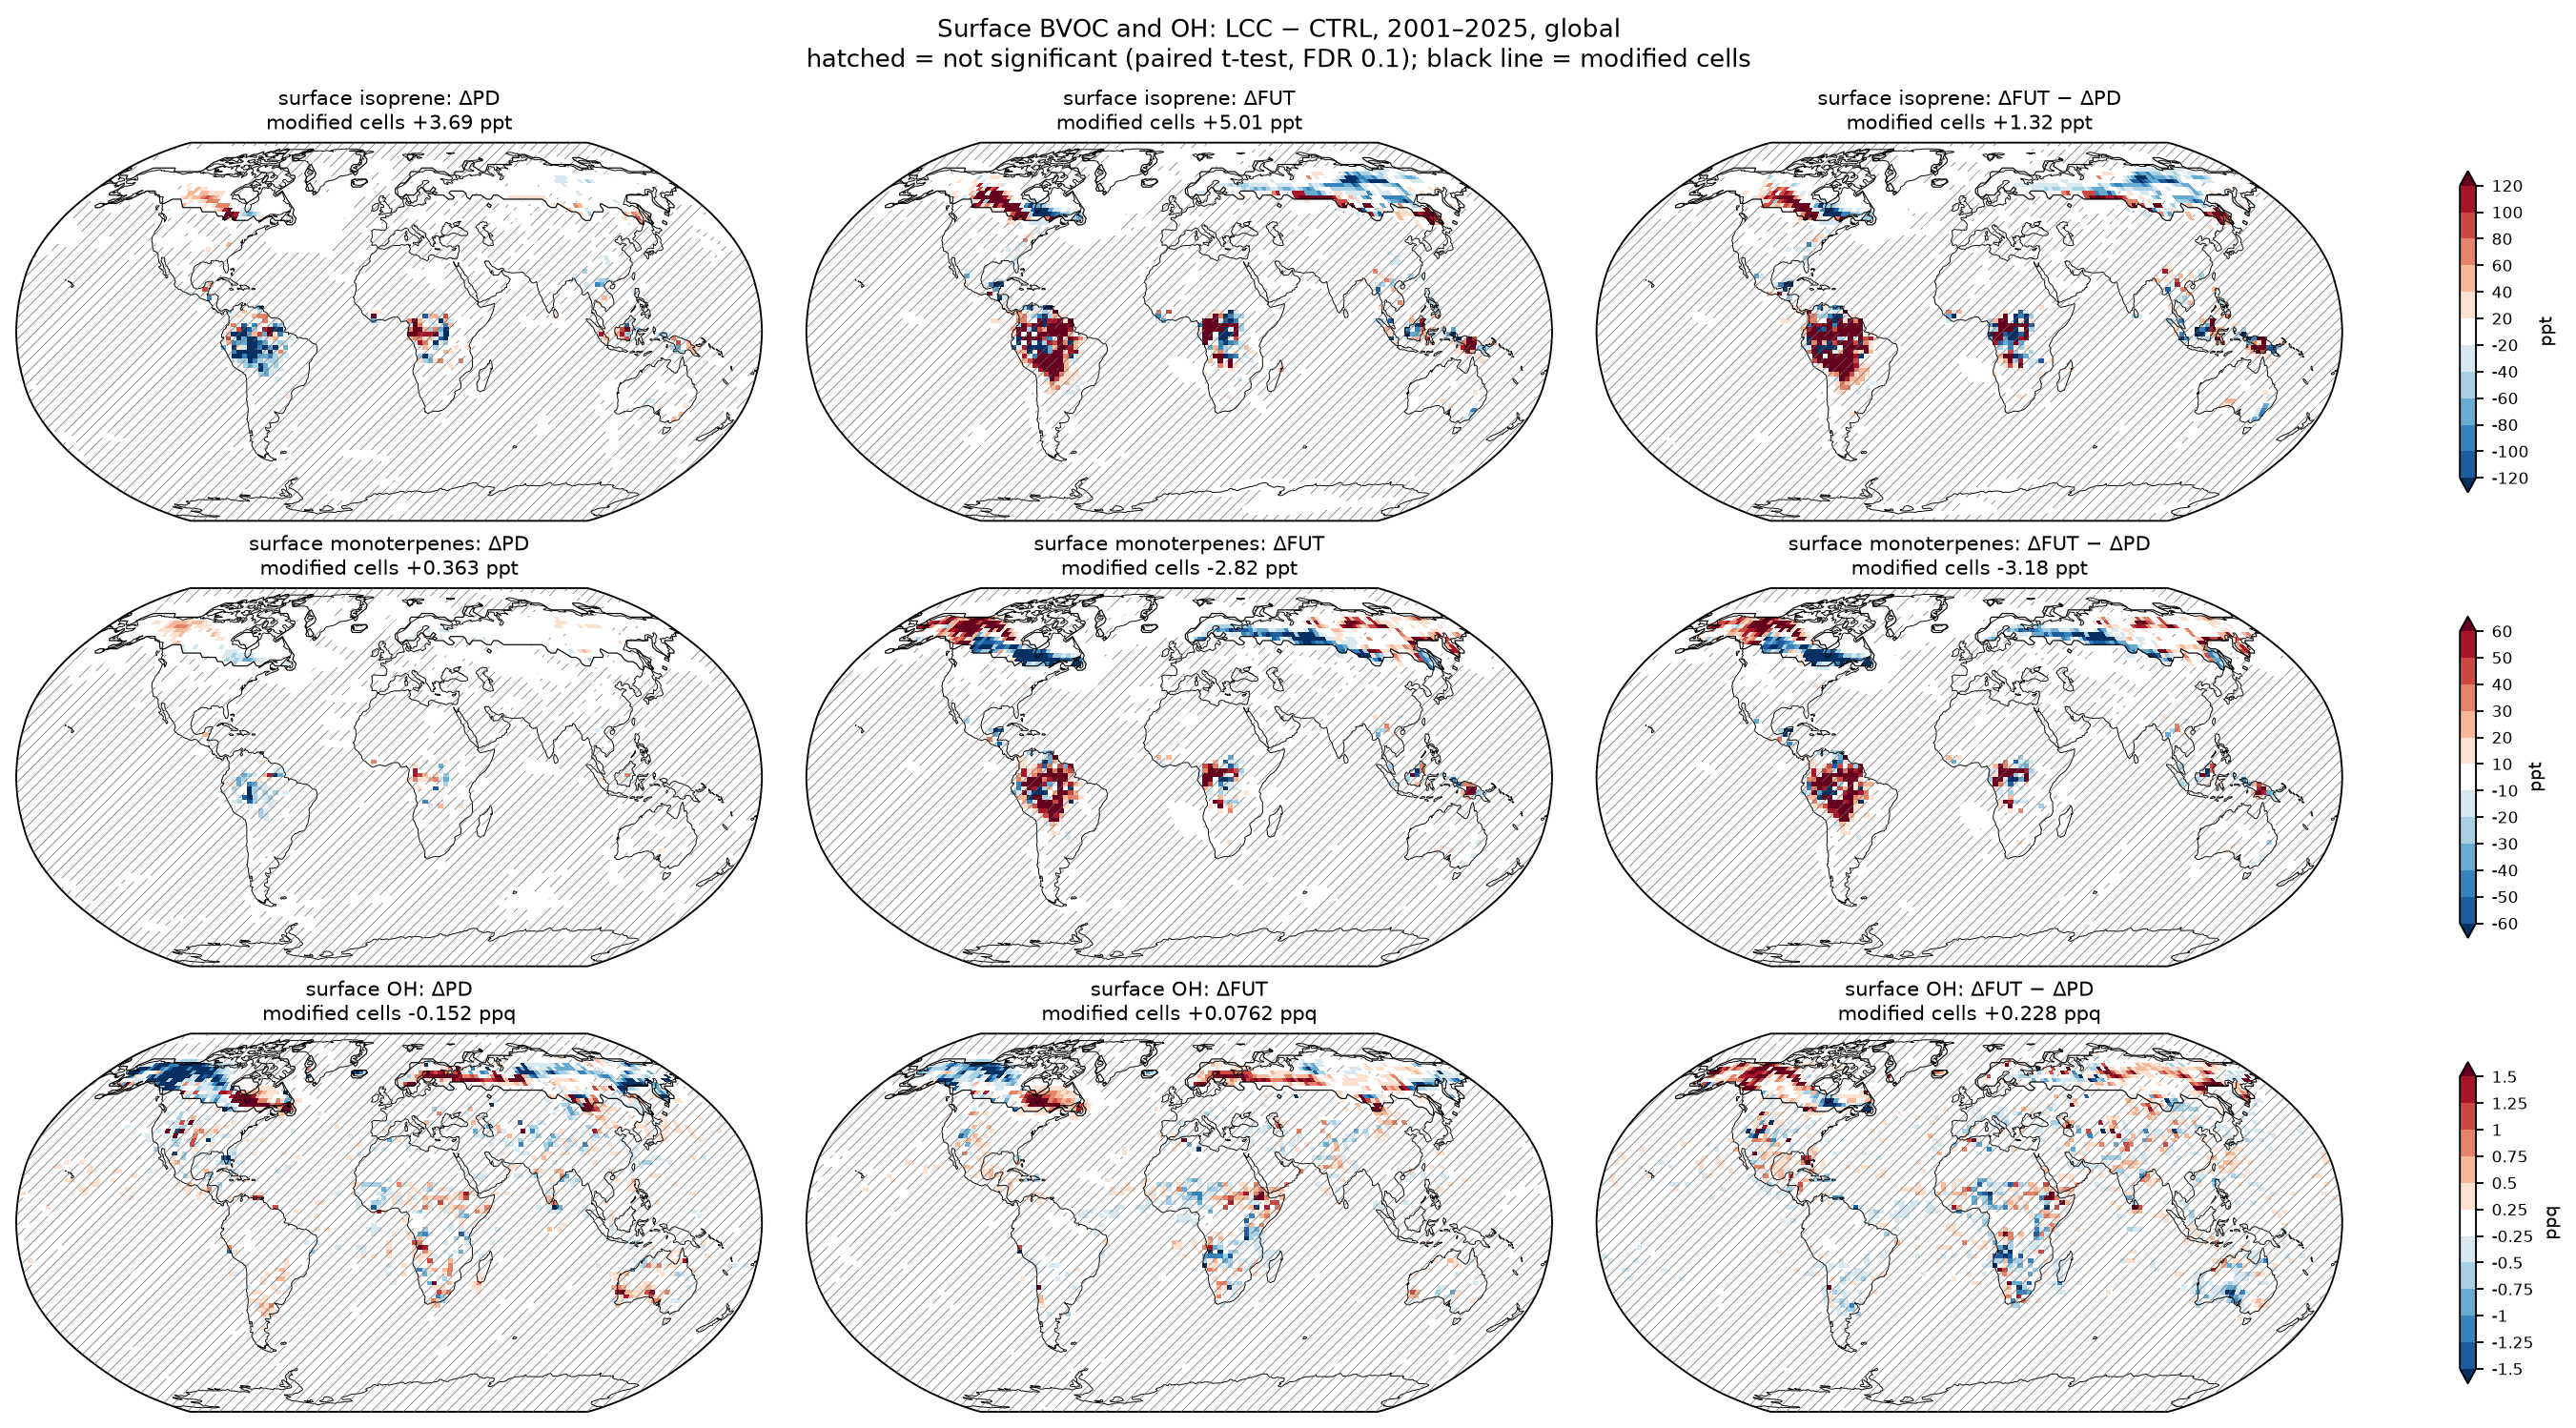 Surface BVOC and OH: LCC − CTRL, 2001–2025, global
hatched = not significant (paired t-test, FDR 0.1); black line = modified cells
surface isoprene: ΔPD
modified cells +3.69 ppt
surface isoprene: ΔFUT
modified cells +5.01 ppt
surface isoprene: ΔFUT − ΔPD
modified cells +1.32 ppt
120
100
80
60
40
20
-20
-40
-60
-80
-100
-120
ppt
surface monoterpenes: ΔPD
modified cells +0.363 ppt
surface monoterpenes: ΔFUT
modified cells -2.82 ppt
surface monoterpenes: ΔFUT − ΔPD
modified cells -3.18 ppt
60
50
40
30
20
10
-10
-20
-30
-40
-50
-60
ppt
surface OH: ΔPD
modified cells -0.152 ppq
surface OH: ΔFUT
modified cells +0.0762 ppq
surface OH: ΔFUT − ΔPD
modified cells +0.228 ppq
1.5
1.25
1
0.75
0.5
0.25
-0.25
-0.5
-0.75
-1
-1.25
-1.5
ppq